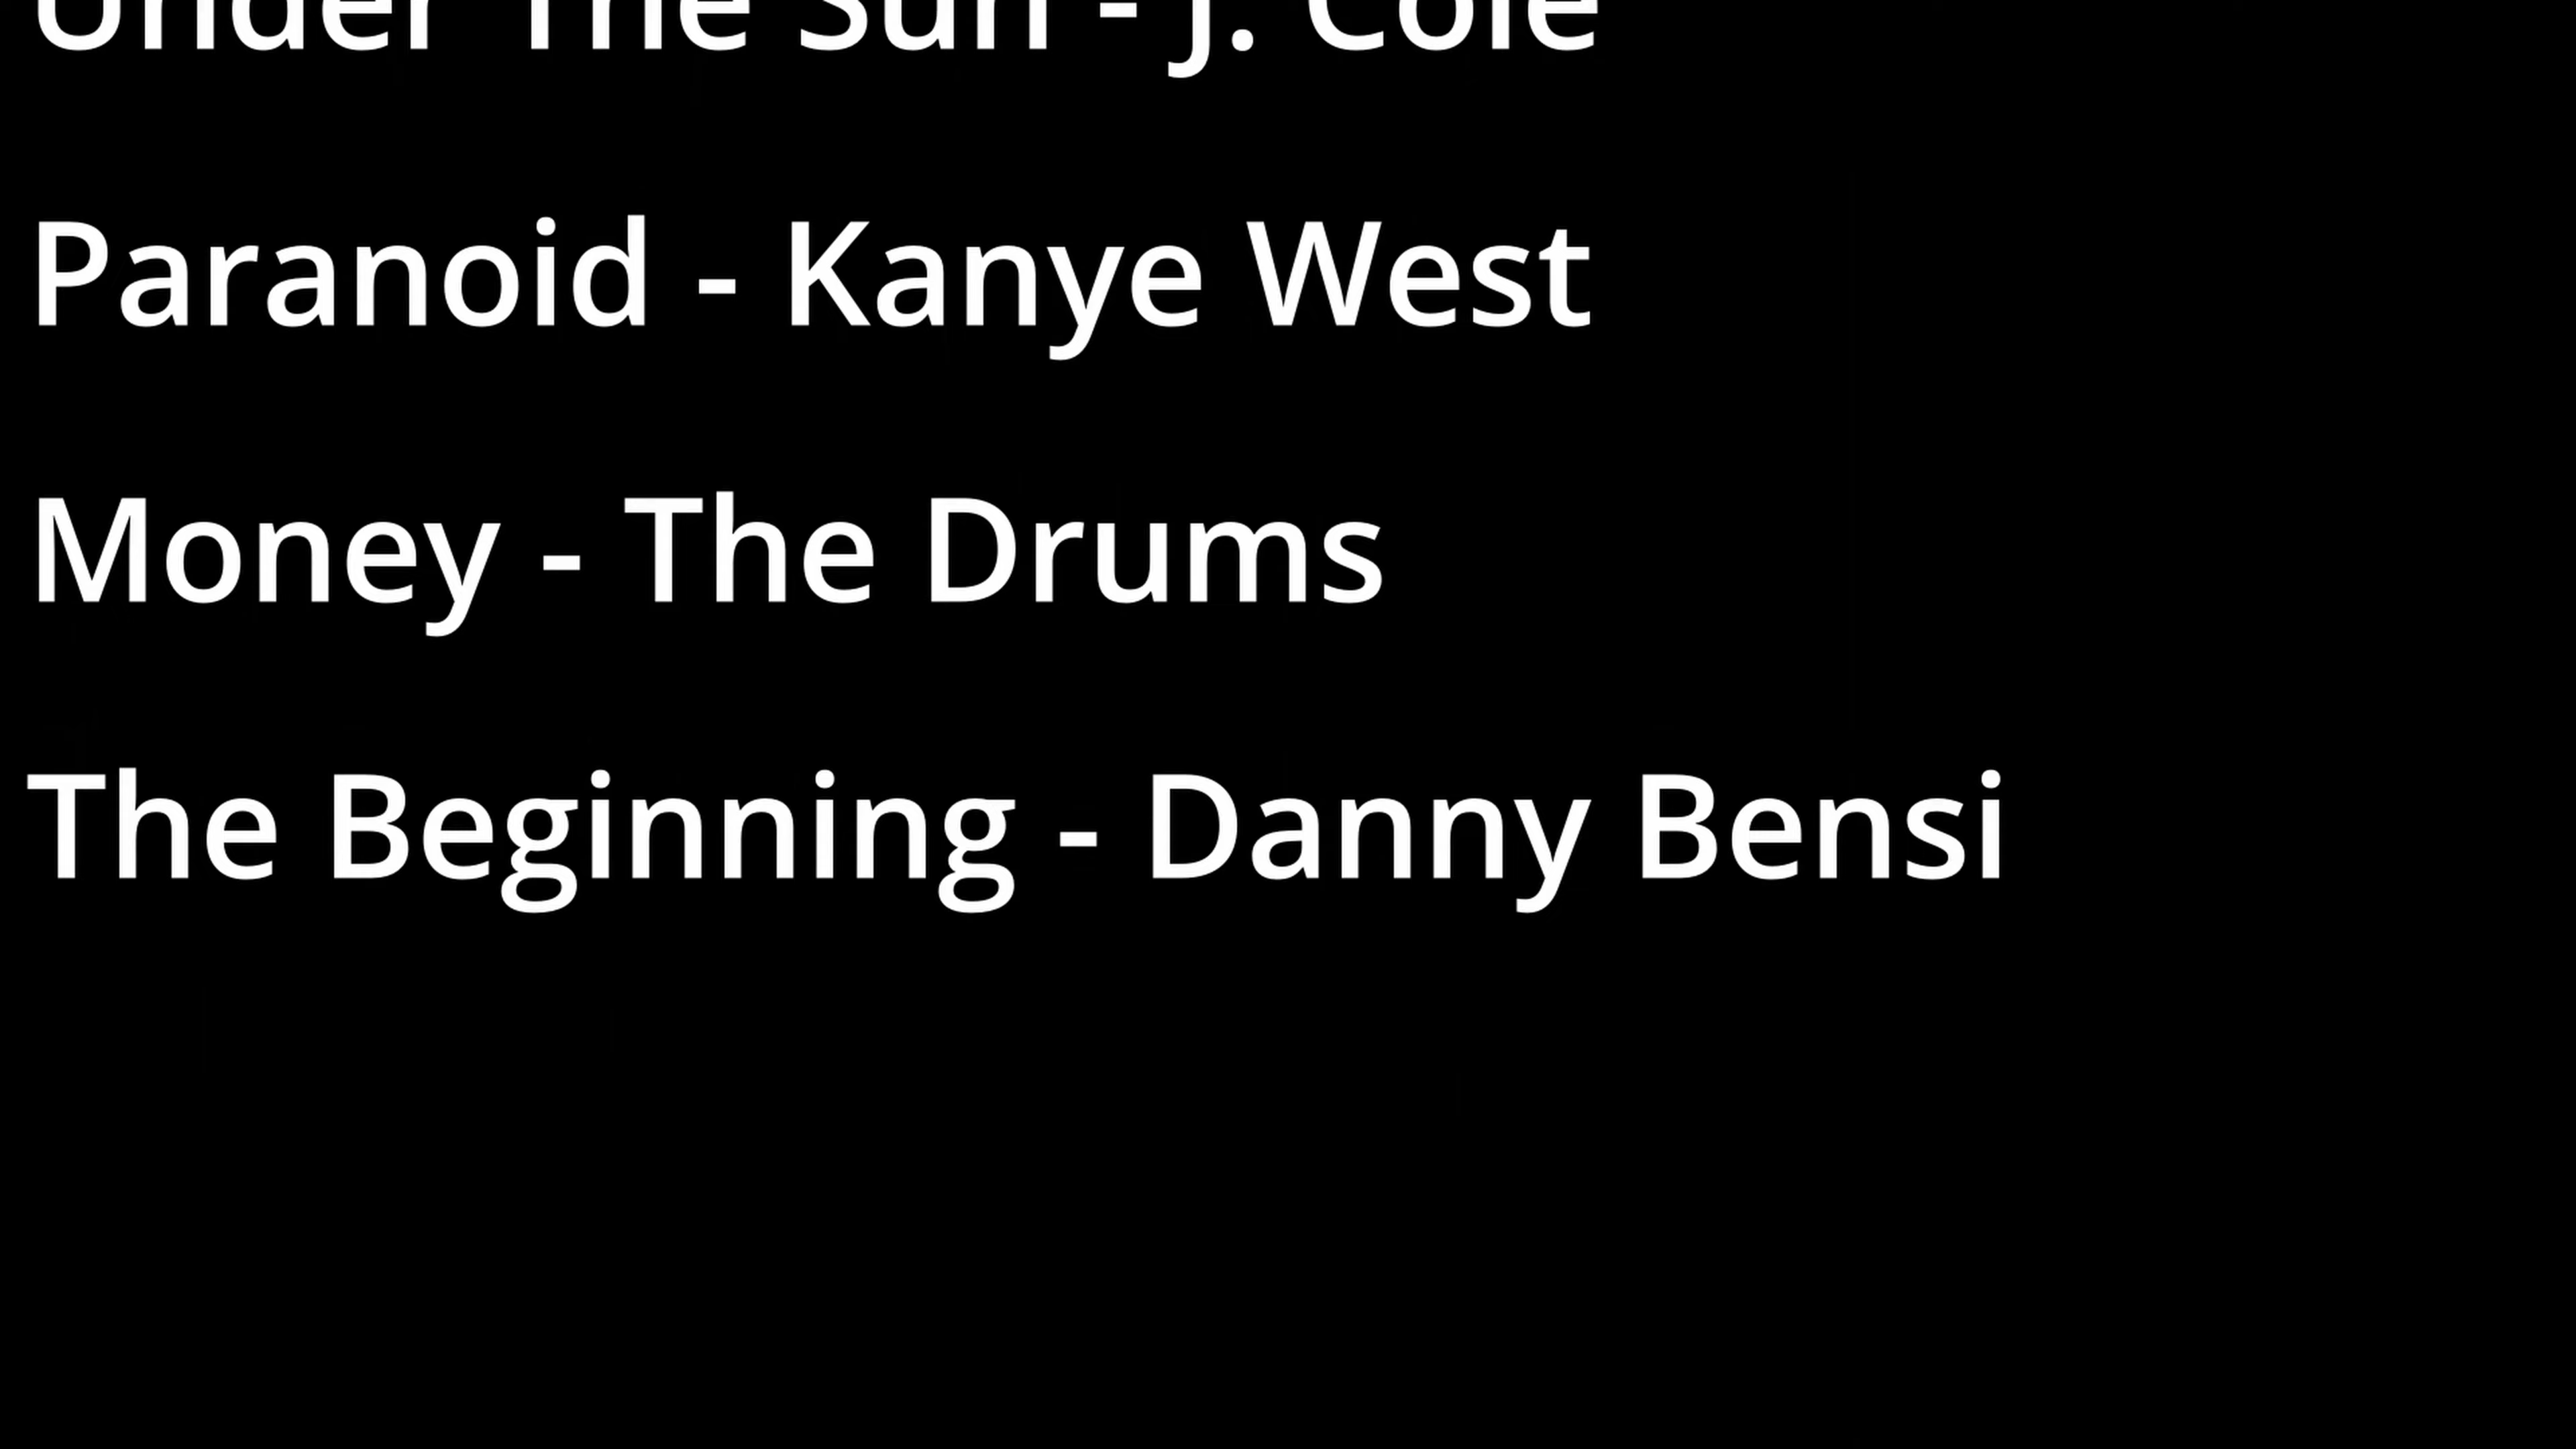 Under The Sun - J. Cole
Paranoid - Kanye West
Money - The Drums
The Beginning - Danny Bensi